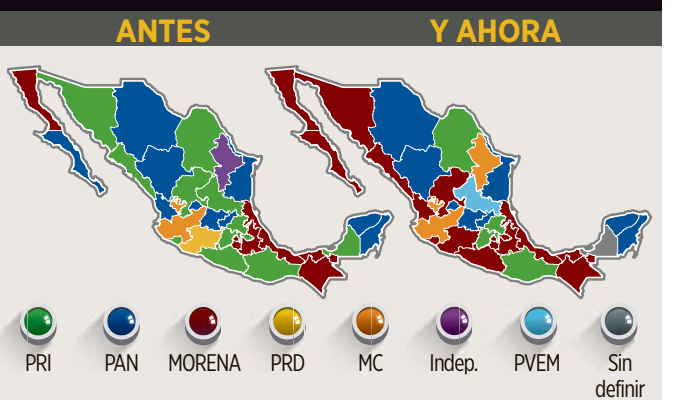 ANTES
Y AHORA
PRI
PAN
MORENA
PRD
MC
Indep.
PVEM
Sin
definir